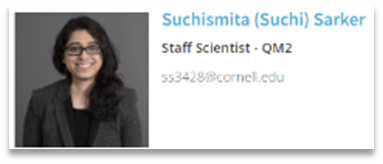 Suchismita (Suchi) Sarker
Staff Scientist - QM2
ss3428@cornell.edu